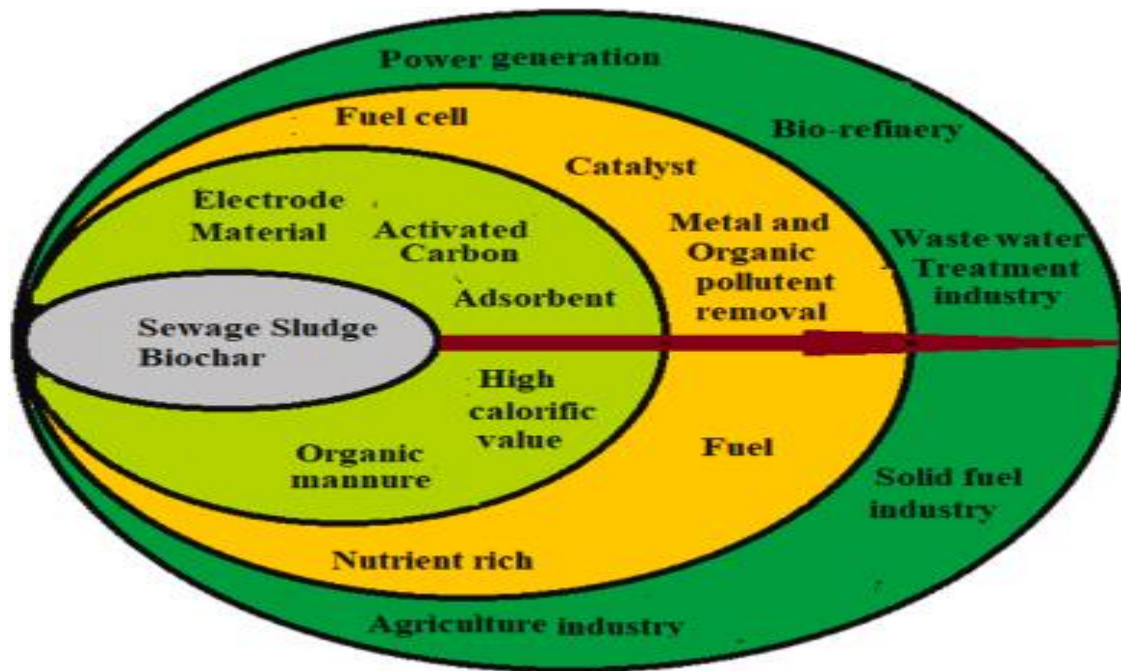 Power generation
Fuel cell
Bio-refinery
Catalyst
Electrode
Material
Activated
Carbon
Metal and
Organic
pollutent
removal
Waste water
Treatment
industry
Adsorbent
Sewage Sludge
Biochar
High
calorific
value
Organic
mannure
Fuel
Solid fuel
industry
Nutrient rich
Agriculture industry